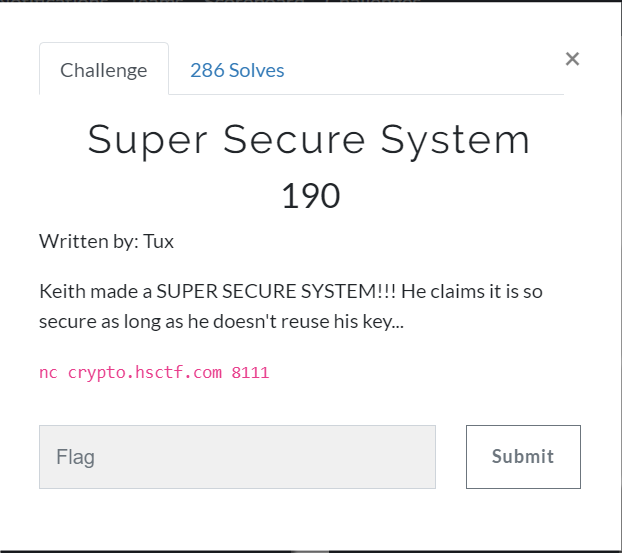 Challenge
286 Solves
×
Super Secure System
190
Written by: Tux
Keith made a SUPER SECURE SYSTEM!!! He claims it is so
secure as long as he doesn't reuse his key...
nc crypto.hsctf.com 8111
Flag
Submit